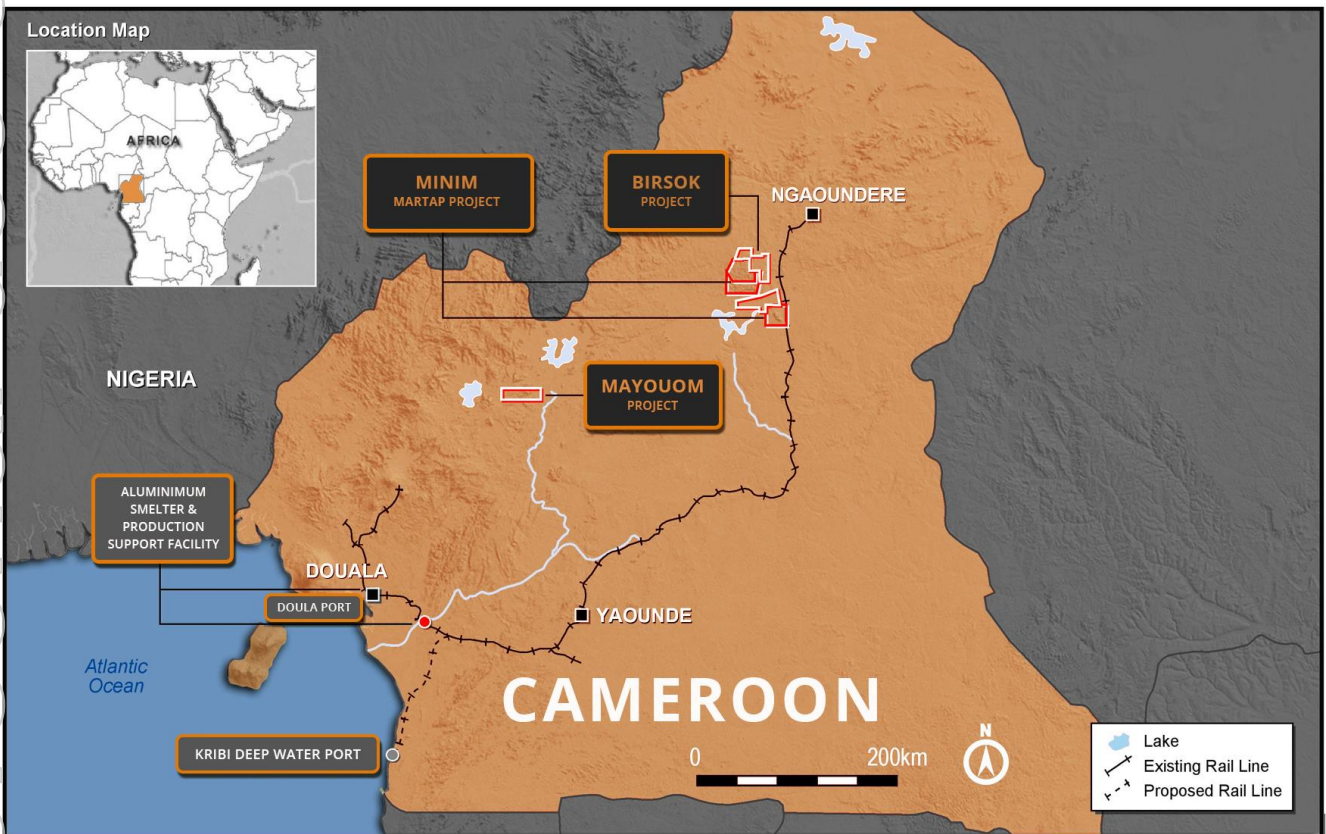 Location Map
AFRICA
MINIM
MARTAP PROJECT
BIRSOK
PROJECT
NGAOUNDERE
NIGERIA
MAYOUOM
PROJECT
ALUMINIMUM
SMELTER &
PRODUCTION
SUPPORT FACILITY
DOUALA
DOULA PORT
YAOUNDE
Atlantic
Ocean
CAMEROON
KRIBI DEEP WATER PORT
0 200km
N
Lake
Existing Rail Line
Proposed Rail Line